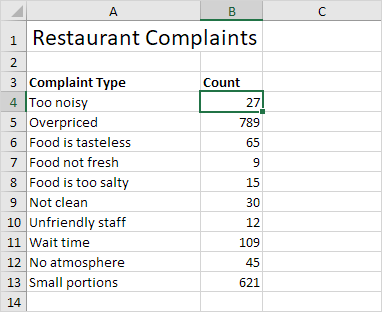 A B C
1 Restaurant Complaints
2
3 Complaint Type Count
4 Too noisy 27
5 Overpriced 789
6 Food is tasteless 65
7 Food not fresh 9
8 Food is too salty 15
9 Not clean 30
10 Unfriendly staff 12
11 Wait time 109
12 No atmosphere 45
13 Small portions 621
14